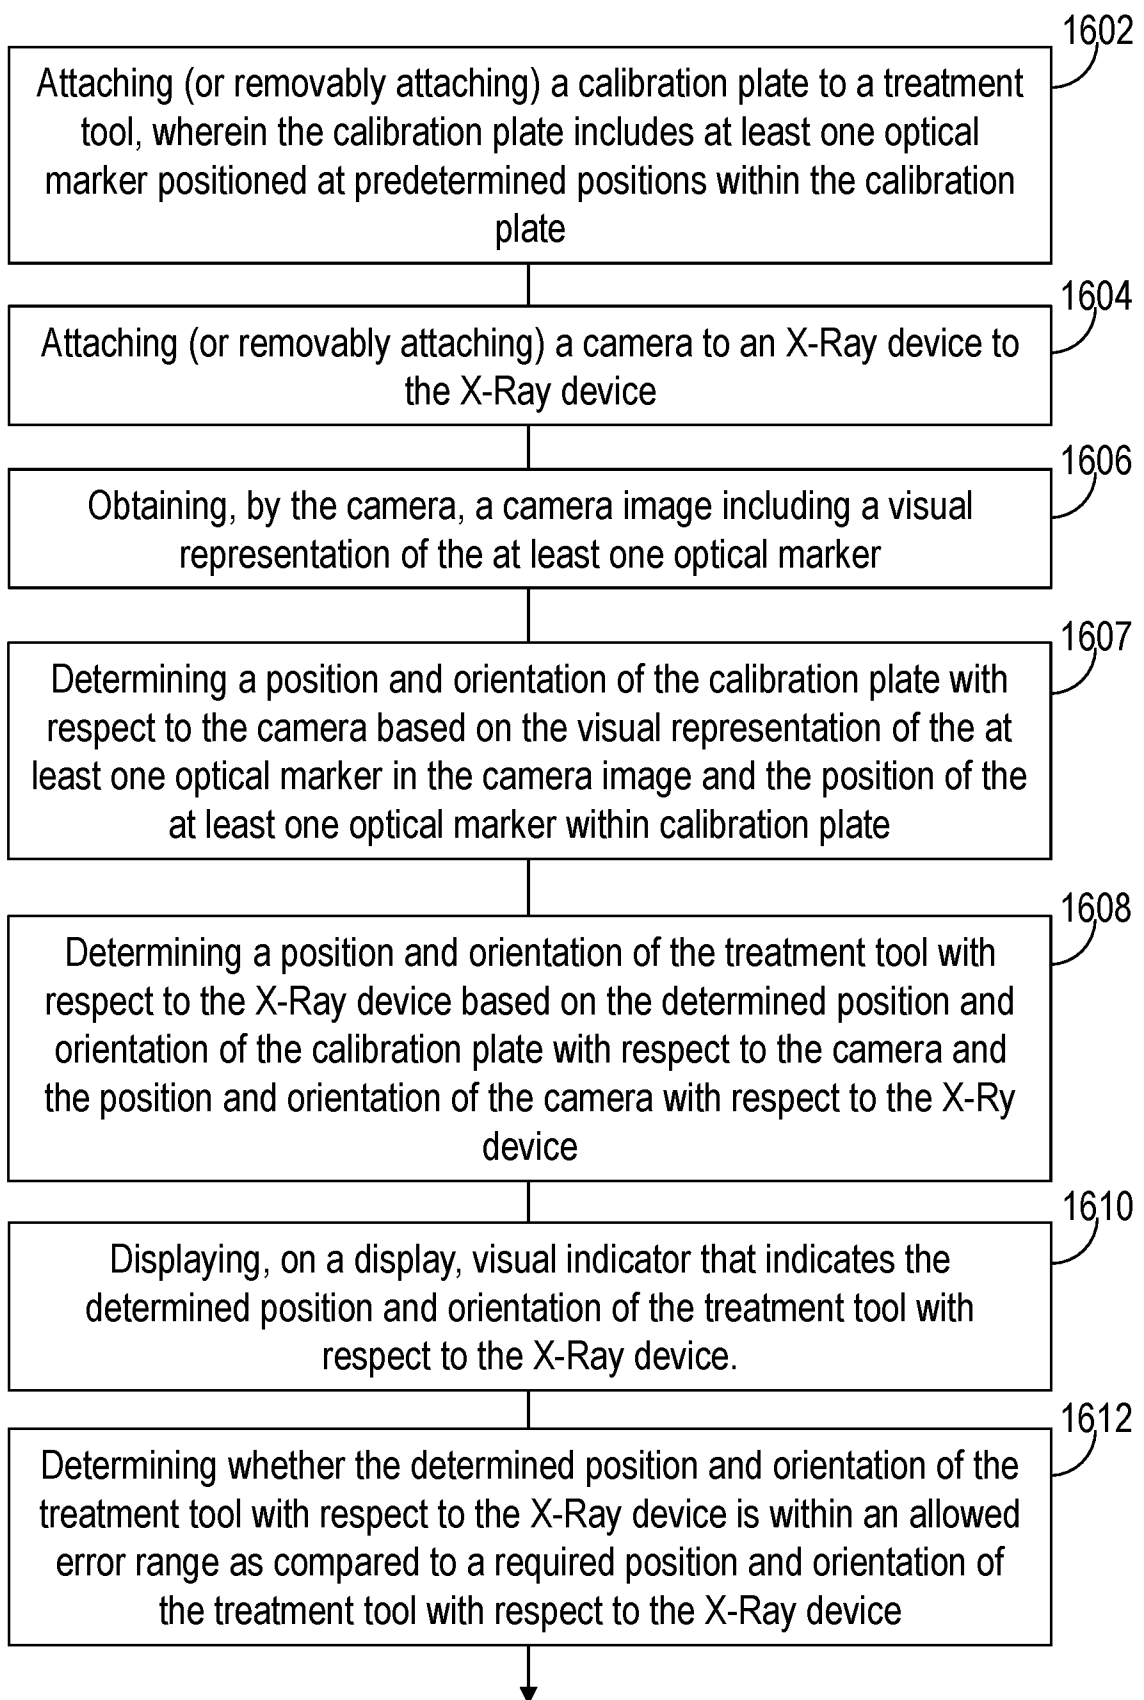 1602
Attaching (or removably attaching) a calibration plate to a treatment
tool, wherein the calibration plate includes at least one optical
marker positioned at predetermined positions within the calibration
plate
1604
Attaching (or removably attaching) a camera to an X-Ray device to
the X-Ray device
1606
Obtaining, by the camera, a camera image including a visual
representation of the at least one optical marker
1607
Determining a position and orientation of the calibration plate with
respect to the camera based on the visual representation of the at
least one optical marker in the camera image and the position of the
at least one optical marker within calibration plate
1608
Determining a position and orientation of the treatment tool with
respect to the X-Ray device based on the determined position and
orientation of the calibration plate with respect to the camera and
the position and orientation of the camera with respect to the X-Ry
device
1610
Displaying, on a display, visual indicator that indicates the
determined position and orientation of the treatment tool with
respect to the X-Ray device.
1612
Determining whether the determined position and orientation of the
treatment tool with respect to the X-Ray device is within an allowed
error range as compared to a required position and orientation of
the treatment tool with respect to the X-Ray device